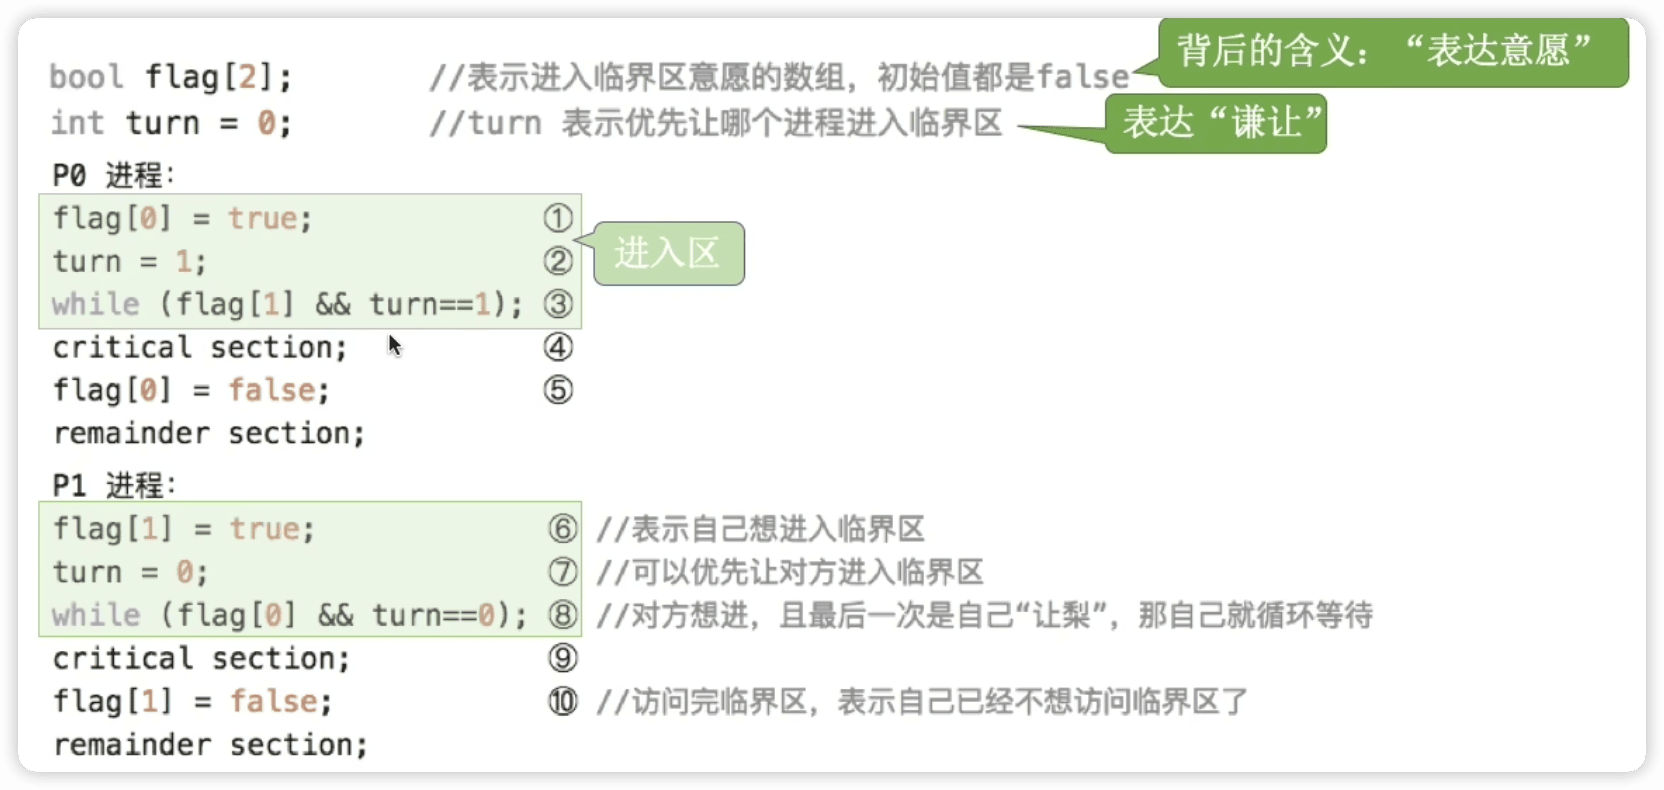 bool flag[2]; //表示进入临界区意愿的数组，初始值都是false
背后的含义：“表达意愿”
int turn = 0; //turn 表示优先让哪个进程进入临界区
表达“谦让”
P0 进程：
flag[0] = true; ①
turn = 1; ②
while (flag[1] && turn==1); ③
进入区
critical section; ④
flag[0] = false; ⑤
remainder section;
P1 进程：
flag[1] = true; ⑥ //表示自己想进入临界区
turn = 0; ⑦ //可以优先让对方进入临界区
while (flag[0] && turn==0); ⑧ //对方想进，且最后一次是自己“让梨”，那自己就循环等待
critical section; ⑨
flag[1] = false; ⑩ //访问完临界区，表示自己已经不想访问临界区了
remainder section;